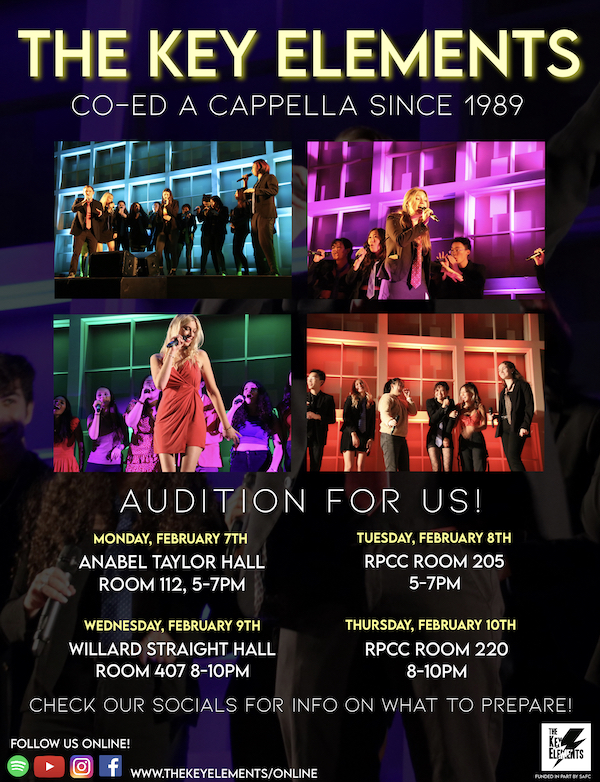 THE KEY ELEMENTS
CO-ED A CAPPELLA SINCE 1989
AUDITION FOR US!
MONDAY, FEBRUARY 7TH
ANABEL TAYLOR HALL
ROOM 112, 5-7PM
TUESDAY, FEBRUARY 8TH
RPCC ROOM 205
5-7PM
WEDNESDAY, FEBRUARY 9TH
WILLARD STRAIGHT HALL
ROOM 407 8-10PM
THURSDAY, FEBRUARY 10TH
RPCC ROOM 220
8-10PM
CHECK OUR SOCIALS FOR INFO ON WHAT TO PREPARE!
FOLLOW US ONLINE!
WWW.THEKEYELEMENTS/ONLINE
THE
KEY
ELEMENTS
FUNDED IN PART BY SAFC